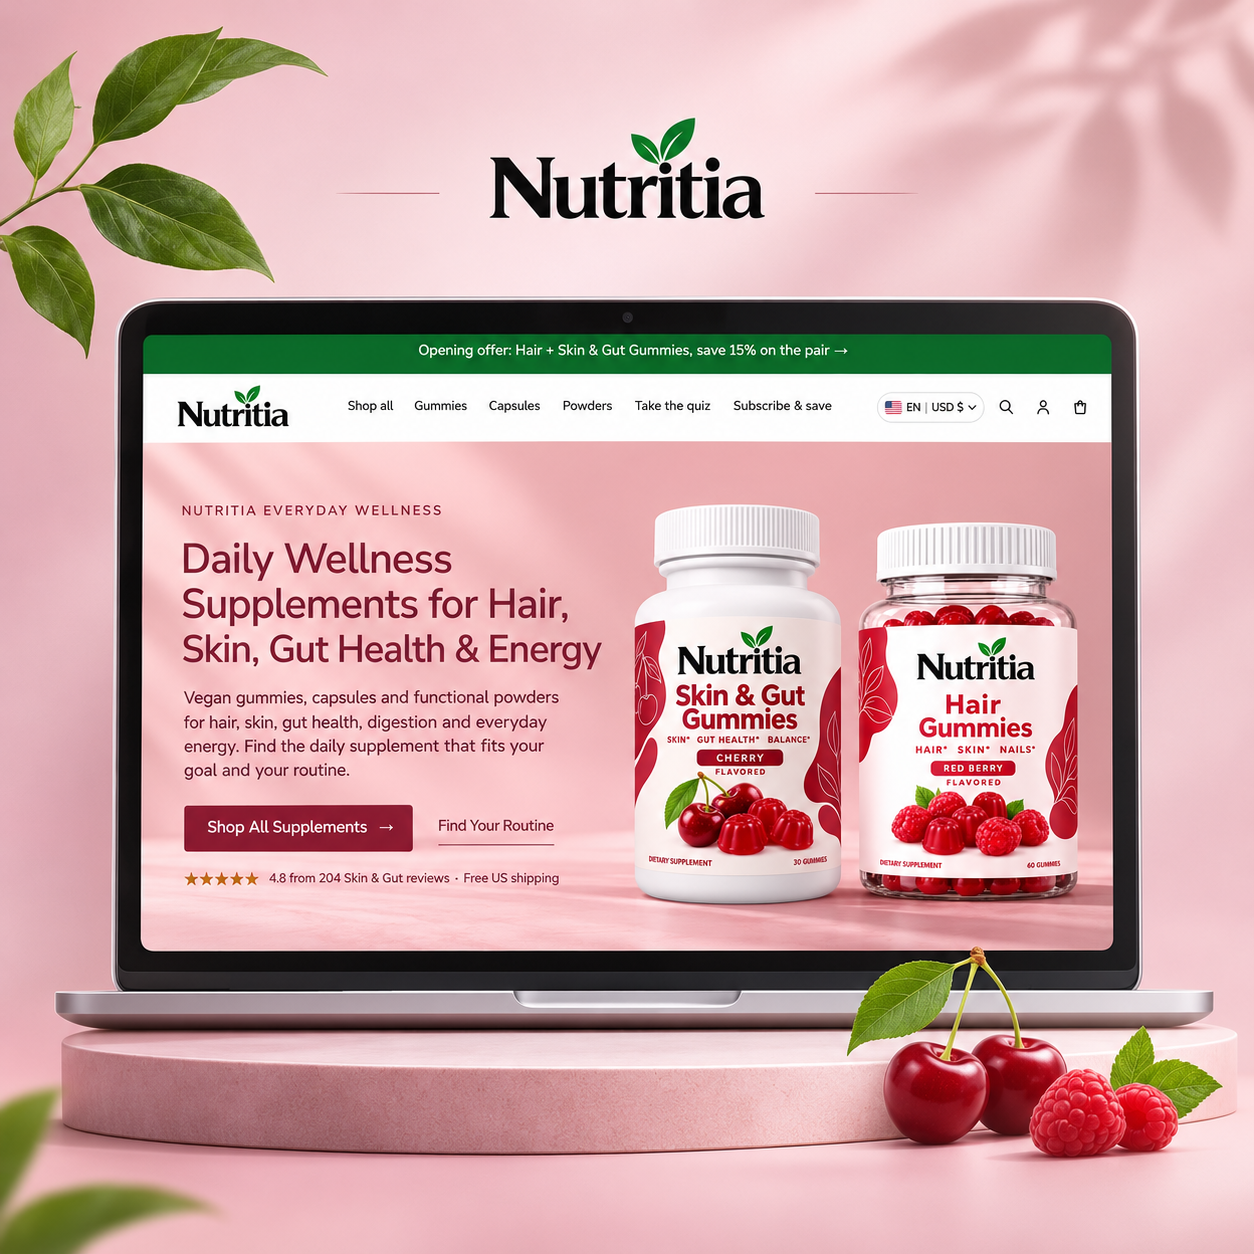 Nutritia
Opening offer: Hair + Skin & Gut Gummies, save 15% on the pair →
Nutritia
Shop all
Gummies
Capsules
Powders
Take the quiz
Subscribe & save
EN | USD $
NUTRITIA EVERYDAY WELLNESS
Daily Wellness
Supplements for Hair,
Skin, Gut Health & Energy
Vegan gummies, capsules and functional powders
for hair, skin, gut health, digestion and everyday
energy. Find the daily supplement that fits your
goal and your routine.
Shop All Supplements →
Find Your Routine
★★★★★ 4.8 from 204 Skin & Gut reviews · Free US shipping
Nutritia
Skin & Gut
Gummies
SKIN* GUT HEALTH* BALANCE*
CHERRY
FLAVORED
DIETARY SUPPLEMENT
30 GUMMIES
Nutritia
Hair
Gummies
HAIR* SKIN* NAILS*
RED BERRY
FLAVORED
DIETARY SUPPLEMENT
60 GUMMIES